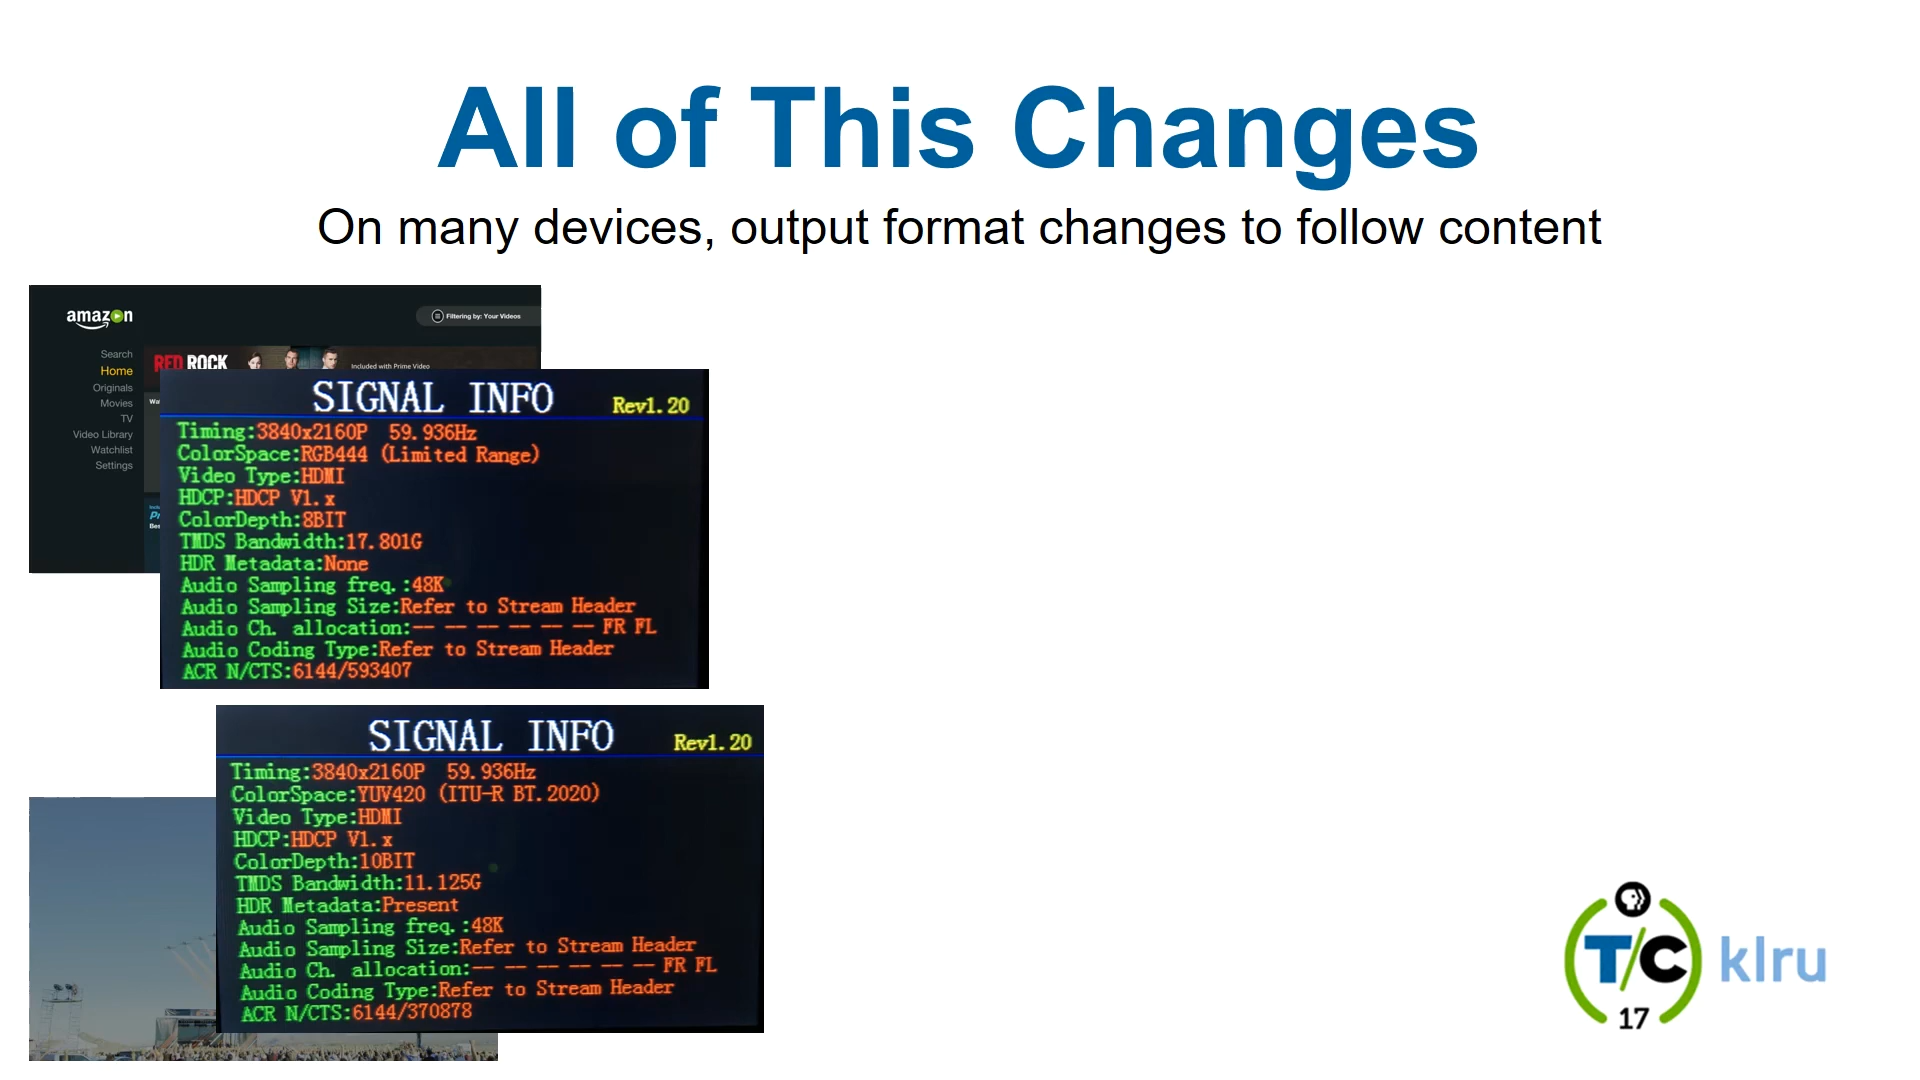 All of This Changes
On many devices, output format changes to follow content
amazon
Filtering by: Your Videos
Search
Home
Originals
Movies
TV
Video Library
Watchlist
Settings
RED ROCK
Included with Prime Video
SIGNAL INFO Rev1.20
Timing:3840x2160P 59.936Hz
ColorSpace:RGB444 (Limited Range)
Video Type:HDMI
HDCP:HDCP V1.x
ColorDepth:8BIT
TMDS Bandwidth:17.801G
HDR Metadata:None
Audio Sampling freq.:48K
Audio Sampling Size:Refer to Stream Header
Audio Ch. allocation:-- -- -- -- -- -- FR FL
Audio Coding Type:Refer to Stream Header
ACR N/CTS:6144/593407
SIGNAL INFO Rev1.20
Timing:3840x2160P 59.936Hz
ColorSpace:YUV420 (ITU-R BT.2020)
Video Type:HDMI
HDCP:HDCP V1.x
ColorDepth:10BIT
TMDS Bandwidth:11.125G
HDR Metadata:Present
Audio Sampling freq.:48K
Audio Sampling Size:Refer to Stream Header
Audio Ch. allocation:-- -- -- -- -- -- FR FL
Audio Coding Type:Refer to Stream Header
ACR N/CTS:6144/370878
T/C klru
17